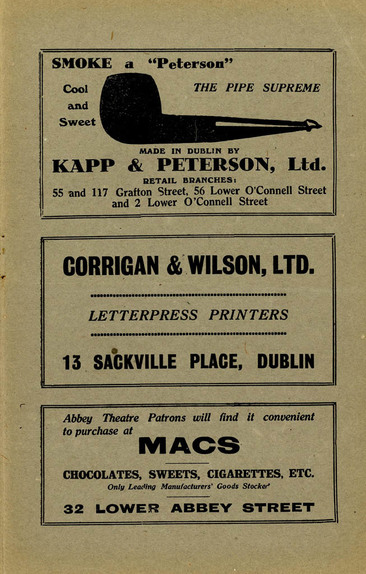 SMOKE a "Peterson"
Cool
and
Sweet
THE PIPE SUPREME
MADE IN DUBLIN BY
KAPP & PETERSON, Ltd.
RETAIL BRANCHES:
55 and 117 Grafton Street, 56 Lower O'Connell Street
and 2 Lower O'Connell Street
CORRIGAN & WILSON, LTD.
LETTERPRESS PRINTERS
13 SACKVILLE PLACE, DUBLIN
Abbey Theatre Patrons will find it convenient
to purchase at
MACS
CHOCOLATES, SWEETS, CIGARETTES, ETC.
Only Leading Manufacturers' Goods Stocked
32 LOWER ABBEY STREET